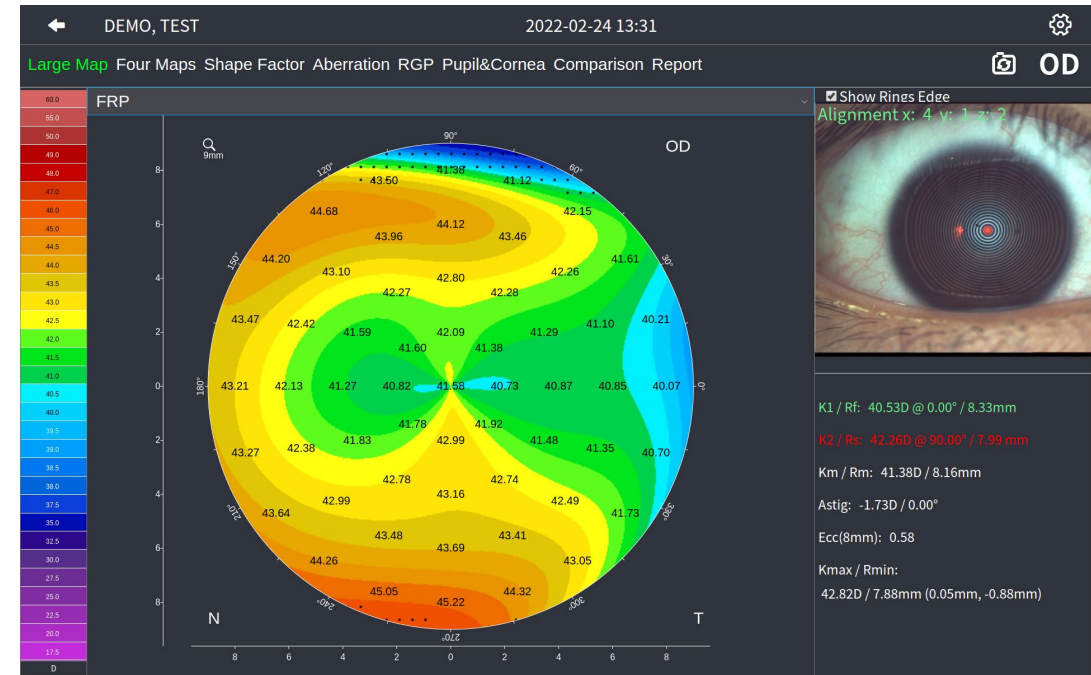 DEMO, TEST 2022-02-24 13:31
Large Map Four Maps Shape Factor Aberration RGP Pupil&Cornea Comparison Report OD
60.0
55.0
50.0
49.0
48.0
47.0
46.0
45.0
44.5
44.0
43.5
43.0
42.5
42.0
41.5
41.0
40.5
40.0
39.5
39.0
38.5
38.0
37.5
35.0
32.5
30.0
27.5
25.0
22.5
20.0
17.5
D
FRP
9mm
OD
90°
120° 60°
41.38
43.50 41.12
44.68 42.15
44.12
43.96 43.46
150° 44.20 41.61 30°
43.10 42.26
42.80
42.27 42.28
43.47 42.42 41.10 40.21
41.59 42.09 41.29
41.60 41.38
180° 43.21 42.13 41.27 40.82 41.58 40.73 40.87 40.85 40.07 0°
41.78 41.92
41.83 42.99 41.48
43.27 42.38 41.35 40.70
42.78 42.74
42.99 43.16 42.49
210° 43.64 41.73 330°
43.48 43.41
43.69
44.26 43.05
45.05 44.32
240° 45.22 300°
270°
N T
8
6
4
2
0
2
4
6
8
8 6 4 2 0 2 4 6 8
Show Rings Edge
Alignment x: 4 y: 1 z: 2
K1 / Rf: 40.53D @ 0.00° / 8.33mm
K2 / Rs: 42.26D @ 90.00° / 7.99 mm
Km / Rm: 41.38D / 8.16mm
Astig: -1.73D / 0.00°
Ecc(8mm): 0.58
Kmax / Rmin:
42.82D / 7.88mm (0.05mm, -0.88mm)